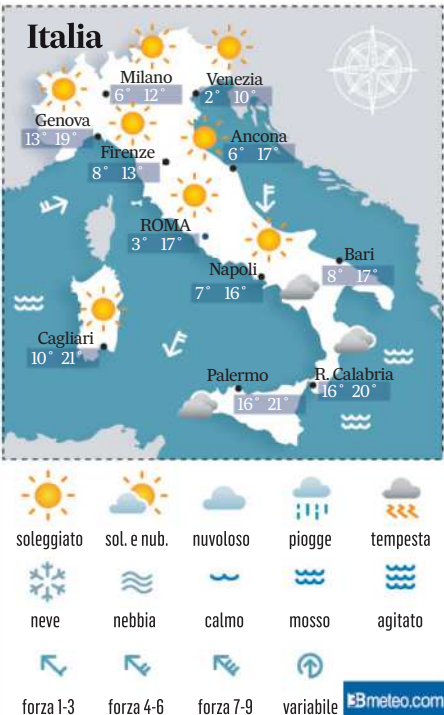 Italia
Milano
6° 12°
Venezia
2° 10°
Genova
13° 19°
Firenze
8° 13°
Ancona
6° 17°
ROMA
3° 17°
Napoli
7° 16°
Bari
8° 17°
Cagliari
10° 21°
Palermo
16° 21°
R. Calabria
16° 20°
soleggiato sol. e nub. nuvoloso piogge tempesta
neve nebbia calmo mosso agitato
forza 1-3 forza 4-6 forza 7-9 variabile
3Bmeteo.com